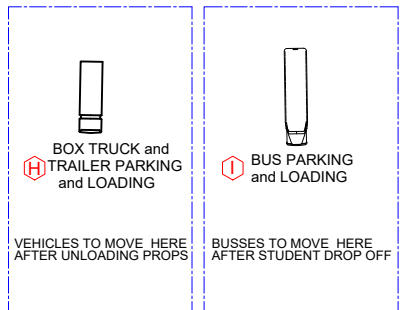 BOX TRUCK and
H TRAILER PARKING
and LOADING
VEHICLES TO MOVE HERE
AFTER UNLOADING PROPS
I BUS PARKING
and LOADING
BUSSES TO MOVE HERE
AFTER STUDENT DROP OFF